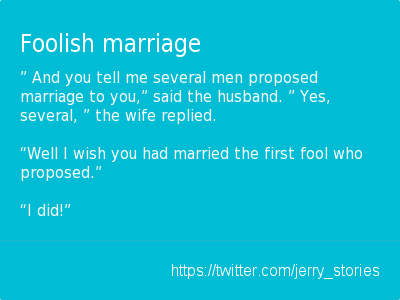 Foolish marriage
” And you tell me several men proposed
marriage to you,” said the husband. ” Yes,
several, ” the wife replied.
“Well I wish you had married the first fool who
proposed.”
“I did!”
https://twitter.com/jerry_stories